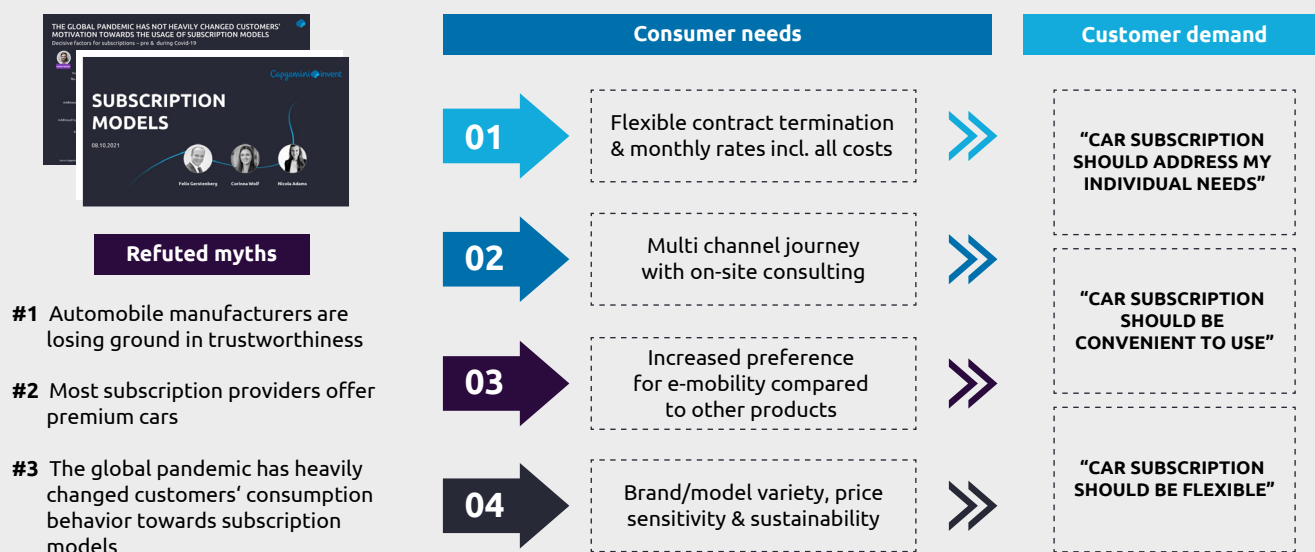 THE GLOBAL PANDEMIC HAS NOT HEAVILY CHANGED CUSTOMERS'
MOTIVATION TOWARDS THE USAGE OF SUBSCRIPTION MODELS
Decisive factors for subscriptions – pre & during Covid-19
Capgemini invent
SUBSCRIPTION
MODELS
08.10.2021
Felix Gerstenberg
Corinna Wolf
Nicola Adams
Refuted myths
#1 Automobile manufacturers are
losing ground in trustworthiness
#2 Most subscription providers offer
premium cars
#3 The global pandemic has heavily
changed customers‘ consumption
behavior towards subscription
models
Consumer needs
01
Flexible contract termination
& monthly rates incl. all costs
02
Multi channel journey
with on-site consulting
03
Increased preference
for e-mobility compared
to other products
04
Brand/model variety, price
sensitivity & sustainability
Customer demand
“CAR SUBSCRIPTION
SHOULD ADDRESS MY
INDIVIDUAL NEEDS”
“CAR SUBSCRIPTION
SHOULD BE
CONVENIENT TO USE”
“CAR SUBSCRIPTION
SHOULD BE FLEXIBLE”